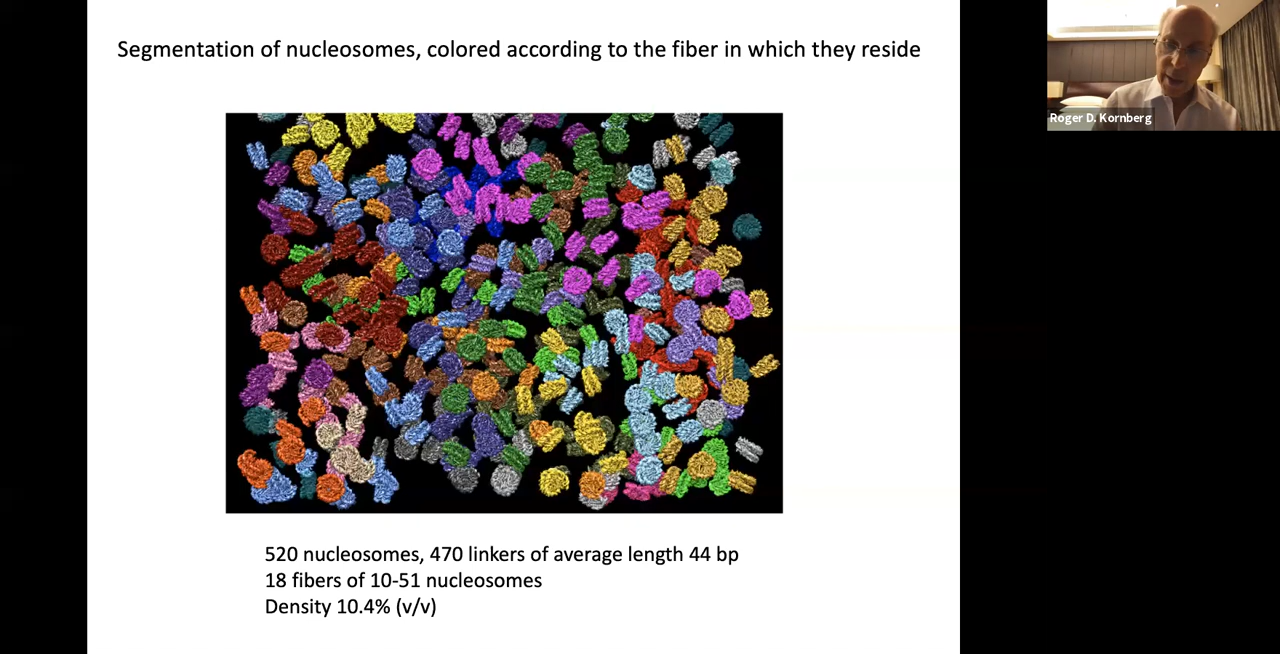 Segmentation of nucleosomes, colored according to the fiber in which they reside
Roger D. Kornberg
520 nucleosomes, 470 linkers of average length 44 bp
18 fibers of 10-51 nucleosomes
Density 10.4% (v/v)